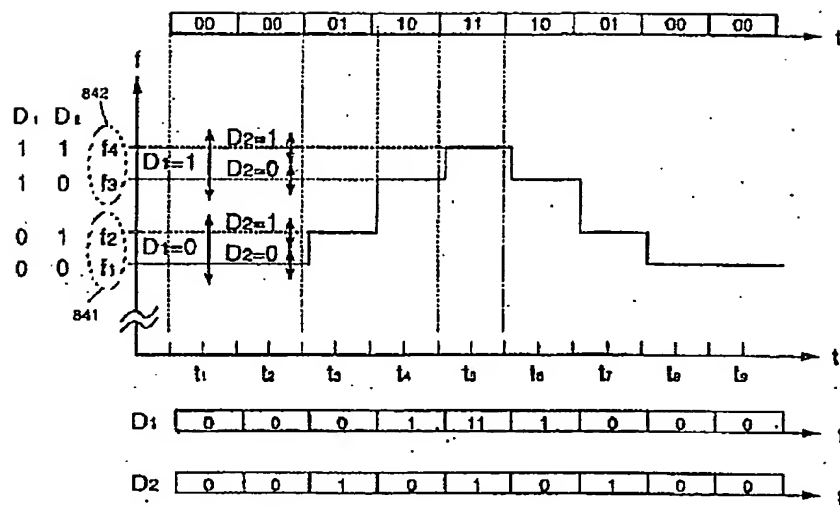 00 00 01 10 11 10 01 00 00 t
f
842
D1 D2
1 1 f4 D1=1 D2=1
1 0 f3 D2=0
0 1 f2 D1=0 D2=1
0 0 f1 D2=0
841
t
t1 t2 t3 t4 t5 t6 t7 t8 t9
D1 0 0 0 1 11 1 0 0 0 t
D2 0 0 1 0 1 0 1 0 0 t